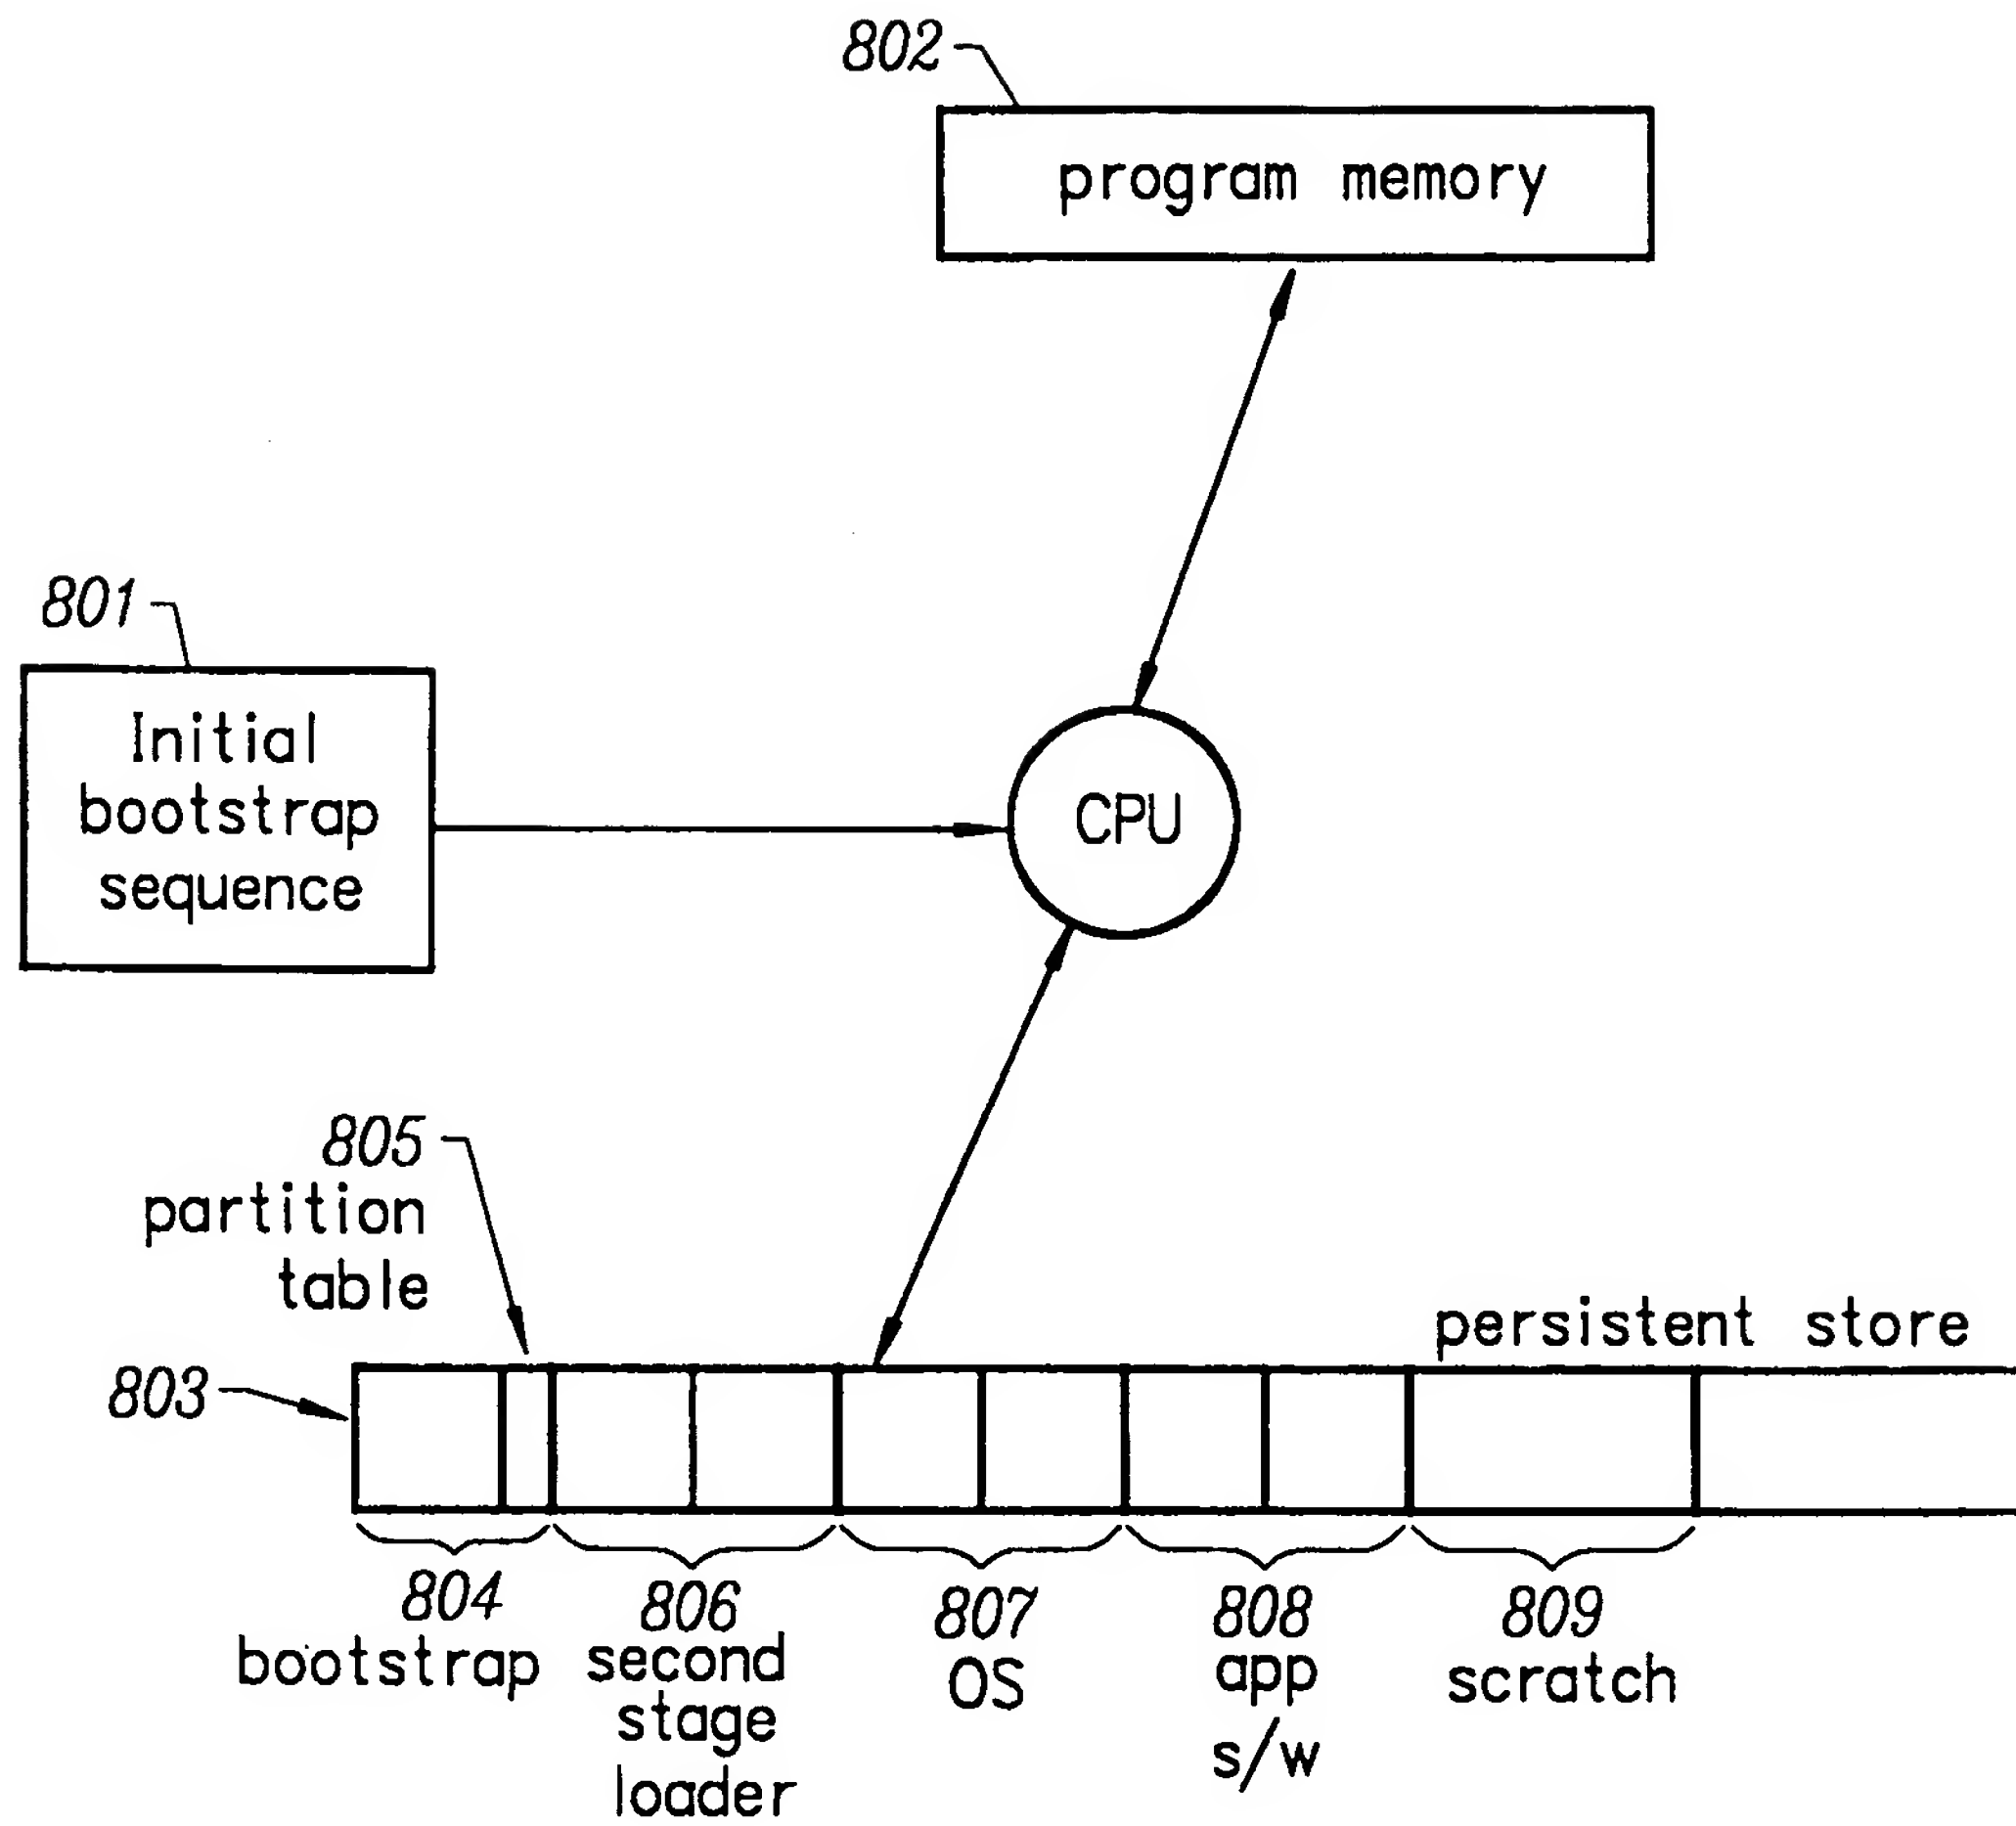 802
program memory
801
Initial
bootstrap
sequence
CPU
805
partition
table
persistent store
803
804
bootstrap
806
second
stage
loader
807
OS
808
app
s/w
809
scratch